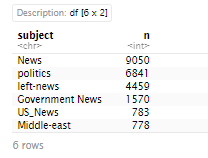 Description: df [6 x 2]
subject n
<chr> <int>
News 9050
politics 6841
left-news 4459
Government News 1570
US_News 783
Middle-east 778
6 rows